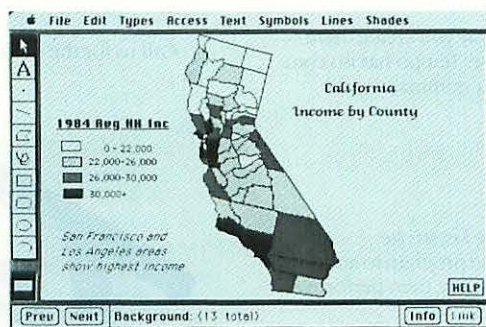 File Edit Types Access Text Symbols Lines Shades
A
California
Income by County
1984 Avg HH Inc
0 - 22,000
22,000-26,000
26,000-30,000
30,000+
San Francisco and
Los Angeles areas
show highest income
HELP
Prev Next Background: (13 total) Info Link